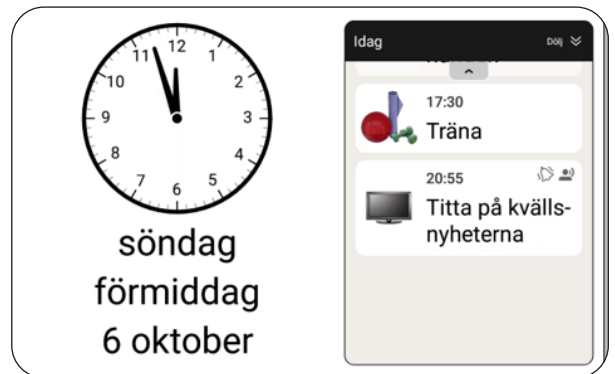 12
1
2
3
4
5
6
7
8
9
10
11
söndag
förmiddag
6 oktober
Idag
Dölj
17:30
Träna
20:55
Titta på kvälls-
nyheterna